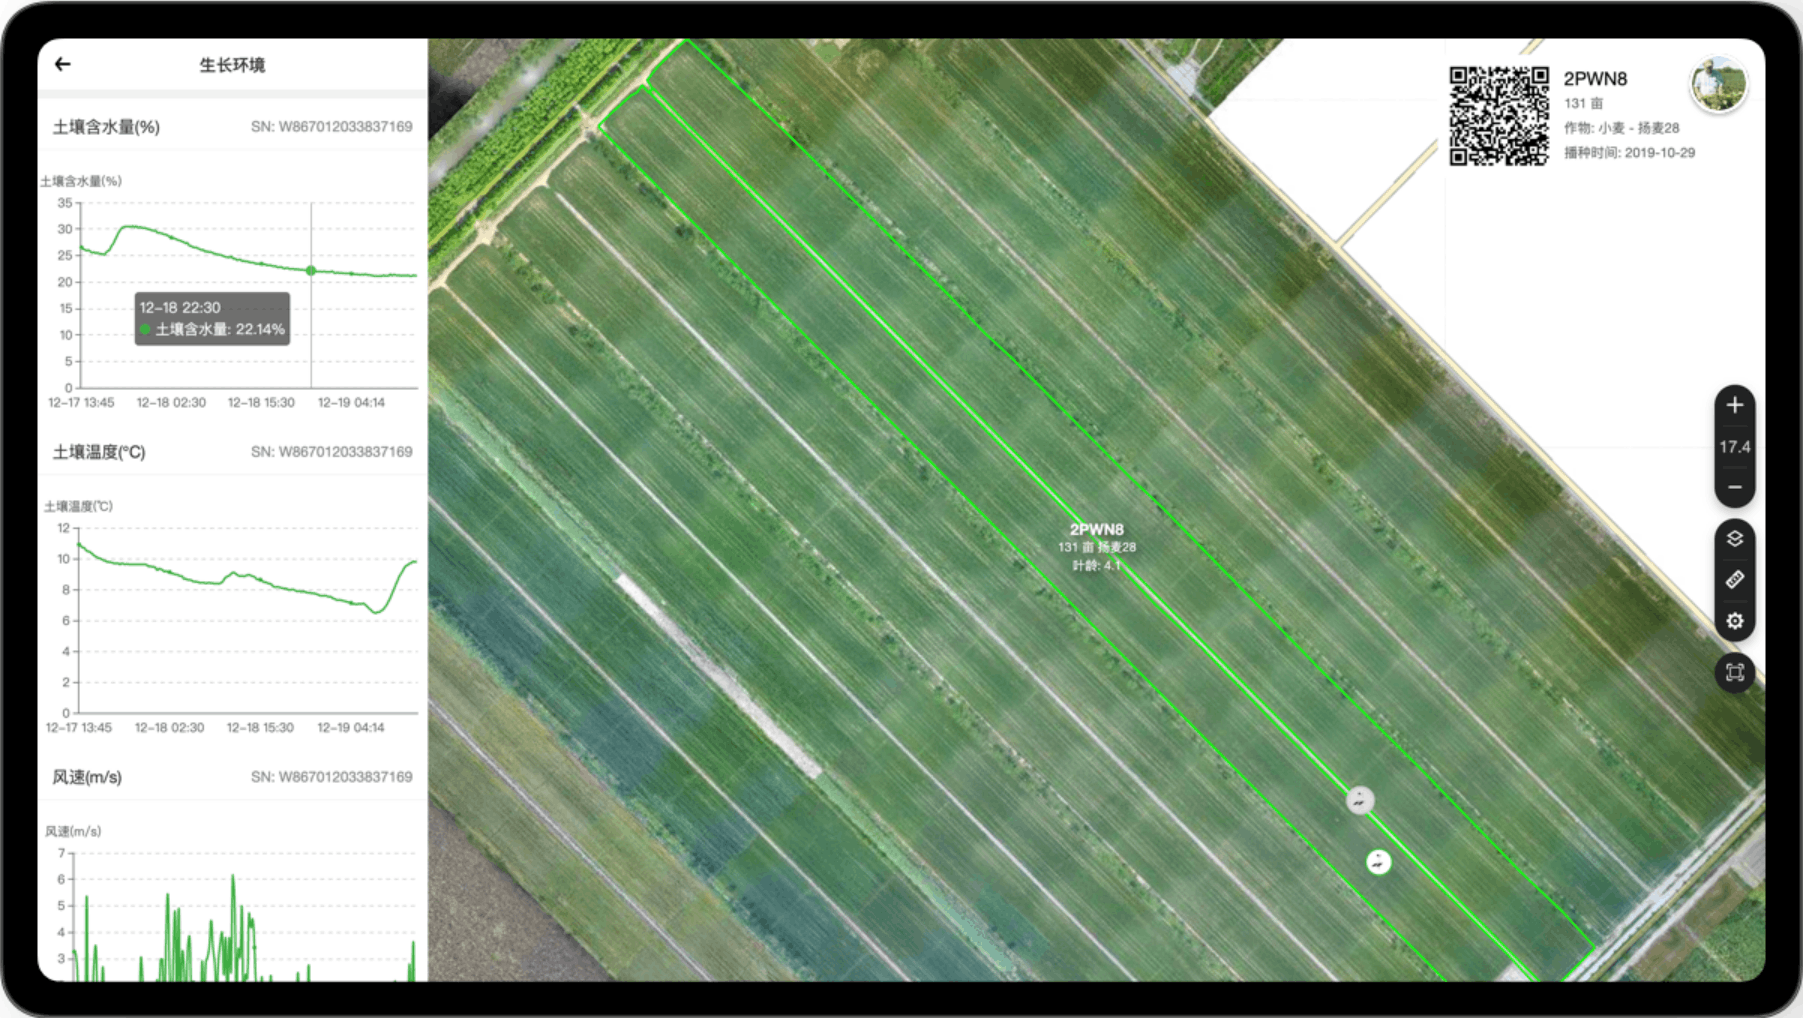 生长环境
土壤含水量(%)
SN: W867012033837169
土壤含水量(%)
35
30
25
20
15
10
5
0
12-18 22:30
土壤含水量: 22.14%
12-17 13:45
12-18 02:30
12-18 15:30
12-19 04:14
土壤温度(°C)
SN: W867012033837169
土壤温度(℃)
12
10
8
6
4
2
0
12-17 13:45
12-18 02:30
12-18 15:30
12-19 04:14
风速(m/s)
SN: W867012033837169
风速(m/s)
7
6
5
4
3
2PWN8
131 亩 扬麦28
叶龄: 4.1
2PWN8
131 亩
作物: 小麦 - 扬麦28
播种时间: 2019-10-29
17.4